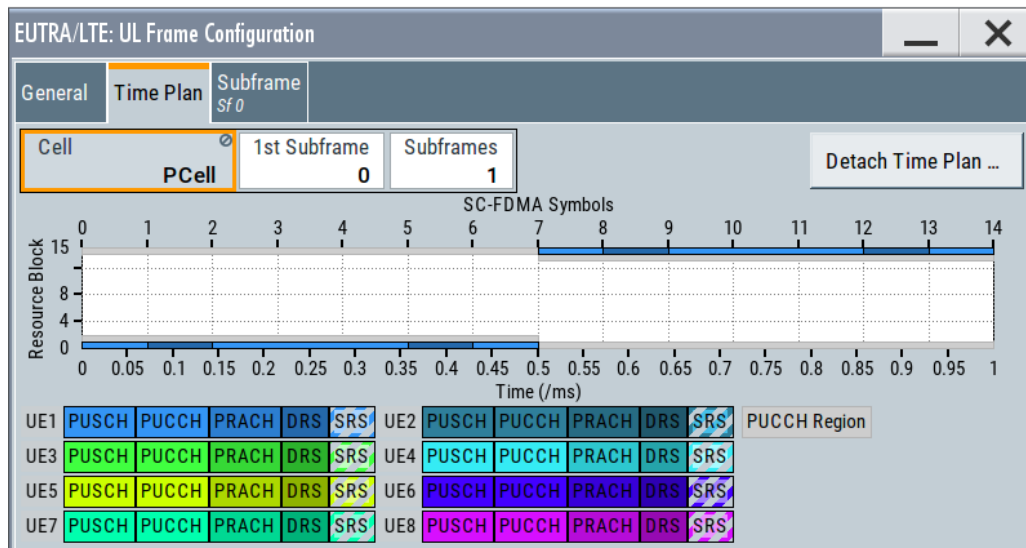 EUTRA/LTE: UL Frame Configuration
General Time Plan Subframe
Sf 0
Cell 1st Subframe Subframes
PCell 0 1
Detach Time Plan ...
SC-FDMA Symbols
0 1 2 3 4 5 6 7 8 9 10 11 12 13 14
Resource Block
15
8
4
0
0 0.05 0.1 0.15 0.2 0.25 0.3 0.35 0.4 0.45 0.5 0.55 0.6 0.65 0.7 0.75 0.8 0.85 0.9 0.95 1
Time (/ms)
UE1 PUSCH PUCCH PRACH DRS SRS UE2 PUSCH PUCCH PRACH DRS SRS PUCCH Region
UE3 PUSCH PUCCH PRACH DRS SRS UE4 PUSCH PUCCH PRACH DRS SRS
UE5 PUSCH PUCCH PRACH DRS SRS UE6 PUSCH PUCCH PRACH DRS SRS
UE7 PUSCH PUCCH PRACH DRS SRS UE8 PUSCH PUCCH PRACH DRS SRS